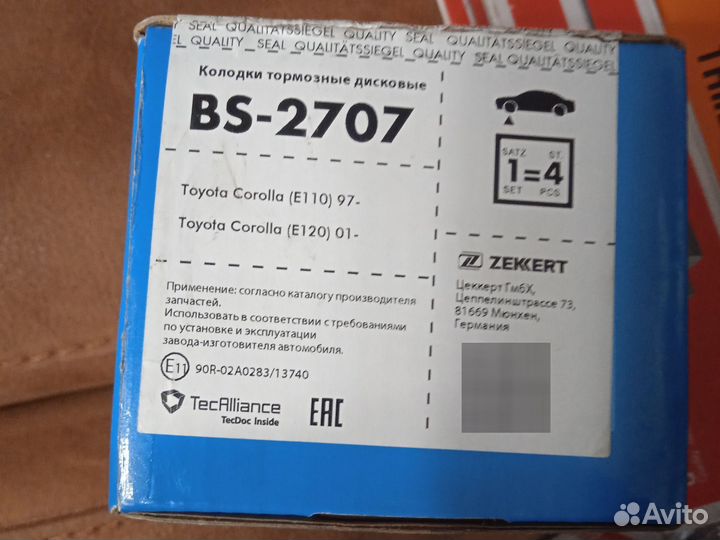 SEAL QUALITÄTSSIEGEL QUALITY SEAL QUALITÄTSSIEGEL
EL QUALITY SEAL QUALITÄTSSIEGEL QUALITY SEAL QUALITÄTSSIEGEL
Колодки тормозные дисковые
BS-2707
Toyota Corolla (E110) 97-
Toyota Corolla (E120) 01-
Применение: согласно каталогу производителя
запчастей.
Использовать в соответствии с требованиями
по установке и эксплуатации
завода-изготовителя автомобиля.
E11 90R-02A0283/13740
TecAlliance
TecDoc Inside
EAC
SATZ ST.
1=4
SET PCS
ZEKKERT
Цеккерт ГмбХ,
Цеппелинштрассе 73,
81669 Мюнхен,
Германия
Avito